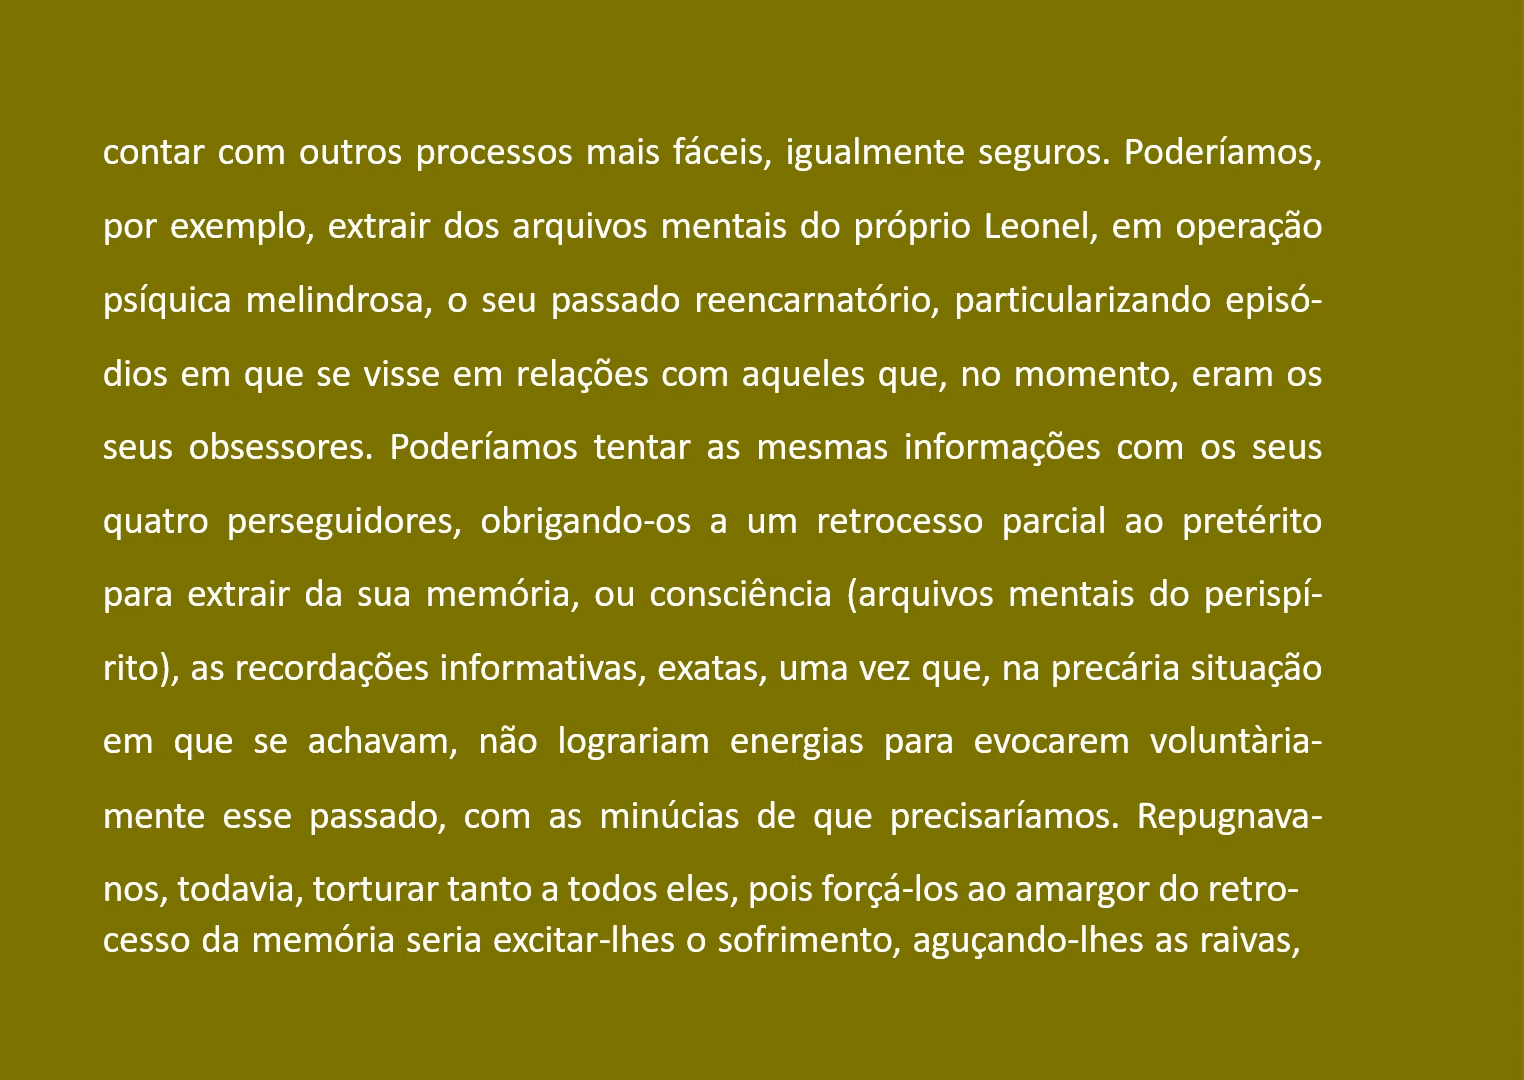 contar com outros processos mais fáceis, igualmente seguros. Poderíamos,
por exemplo, extrair dos arquivos mentais do próprio Leonel, em operação
psíquica melindrosa, o seu passado reencarnatório, particularizando episó-
dios em que se visse em relações com aqueles que, no momento, eram os
seus obsessores. Poderíamos tentar as mesmas informações com os seus
quatro perseguidores, obrigando-os a um retrocesso parcial ao pretérito
para extrair da sua memória, ou consciência (arquivos mentais do perispí-
rito), as recordações informativas, exatas, uma vez que, na precária situação
em que se achavam, não lograriam energias para evocarem voluntària-
mente esse passado, com as minúcias de que precisaríamos. Repugnava-
nos, todavia, torturar tanto a todos eles, pois forçá-los ao amargor do retro-
cesso da memória seria excitar-lhes o sofrimento, aguçando-lhes as raivas,